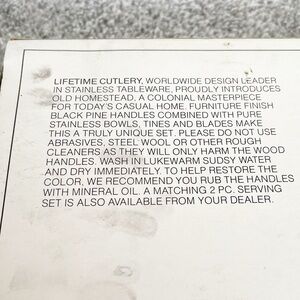 LIFETIME CUTLERY, WORLDWIDE DESIGN LEADER
IN STAINLESS TABLEWARE, PROUDLY INTRODUCES
OLD HOMESTEAD, A COLONIAL MASTERPIECE
FOR TODAY'S CASUAL HOME. FURNITURE FINISH
BLACK PINE HANDLES COMBINED WITH PURE
STAINLESS BOWLS, TINES AND BLADES MAKE
THIS A TRULY UNIQUE SET. PLEASE DO NOT USE
ABRASIVES, STEEL WOOL OR OTHER ROUGH
CLEANERS AS THEY WILL ONLY HARM THE WOOD
HANDLES. WASH IN LUKEWARM SUDSY WATER
AND DRY IMMEDIATELY. TO HELP RESTORE THE
COLOR, WE RECOMMEND YOU RUB THE HANDLES
WITH MINERAL OIL. A MATCHING 2 PC. SERVING
SET IS ALSO AVAILABLE FROM YOUR DEALER.